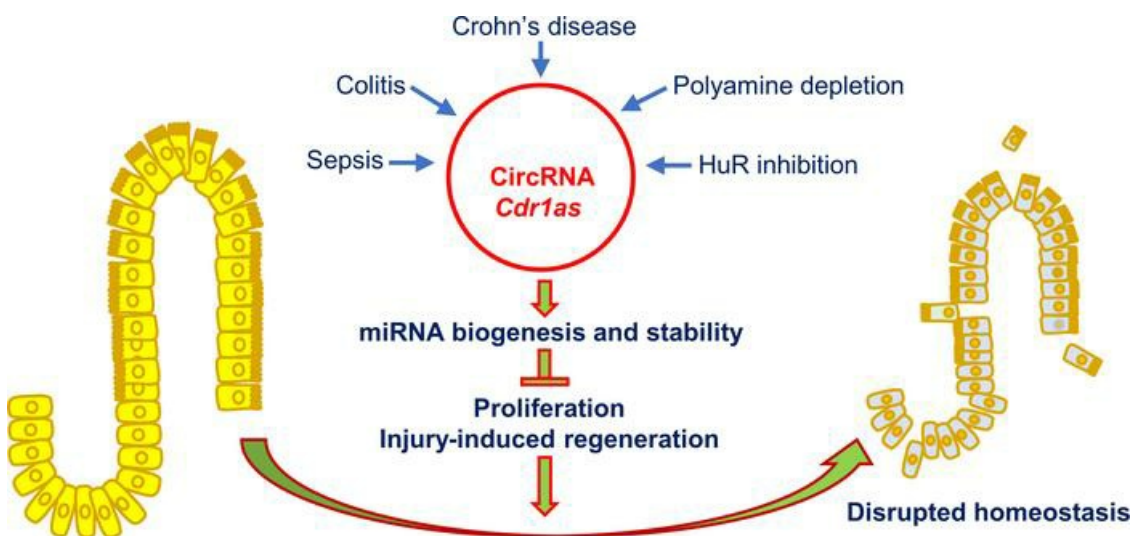 Crohn's disease
Colitis
Polyamine depletion
Sepsis
HuR inhibition
CircRNA
Cdr1as
miRNA biogenesis and stability
Proliferation
Injury-induced regeneration
Disrupted homeostasis